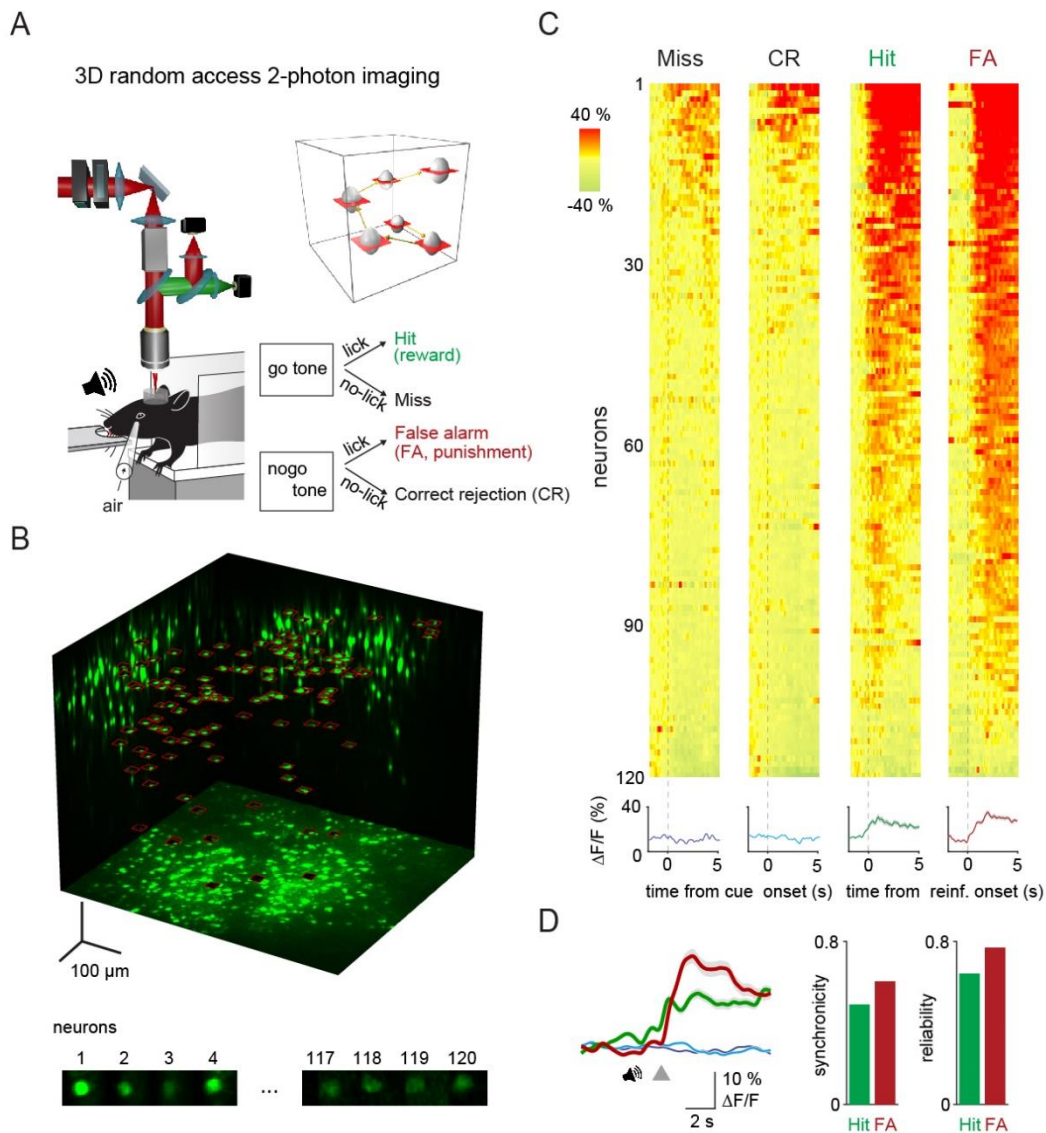 A
3D random access 2-photon imaging
go tone
lick
Hit
(reward)
no-lick
Miss
nogo
tone
lick
False alarm
(FA, punishment)
no-lick
Correct rejection (CR)
air
B
100 µm
neurons
1 2 3 4 ... 117 118 119 120
C
Miss CR Hit FA
40 %
-40 %
neurons
1
30
60
90
120
ΔF/F (%)
40
0
0 5 0 5 0 5 0 5
time from cue onset (s) time from reinf. onset (s)
D
10 %
ΔF/F
2 s
synchronicity
0.8
0
Hit FA
reliability
0.8
0
Hit FA